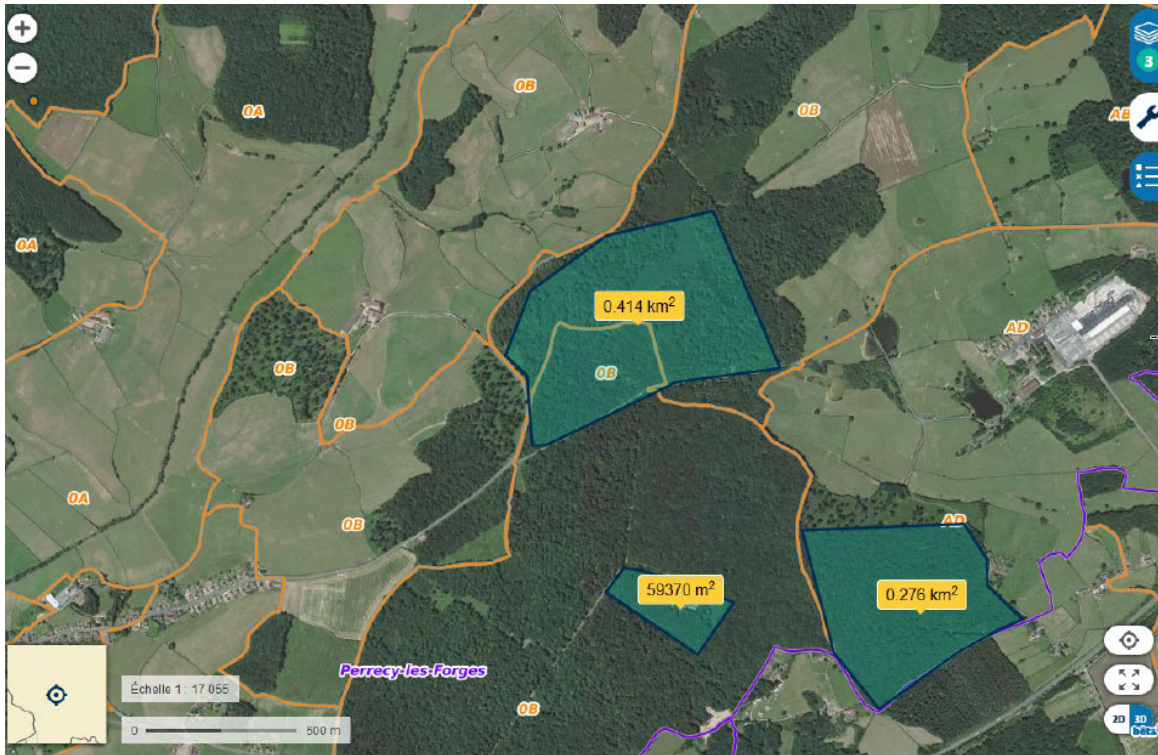 +
−
3
0A
0B
0B
AB
0A
0.414 km²
AD
0B
0B
0B
0A
0B
AD
59370 m²
0.276 km²
Perrecy-les-Forges
0B
Échelle 1 : 17 055
0 500 m
2D 3D
bêta